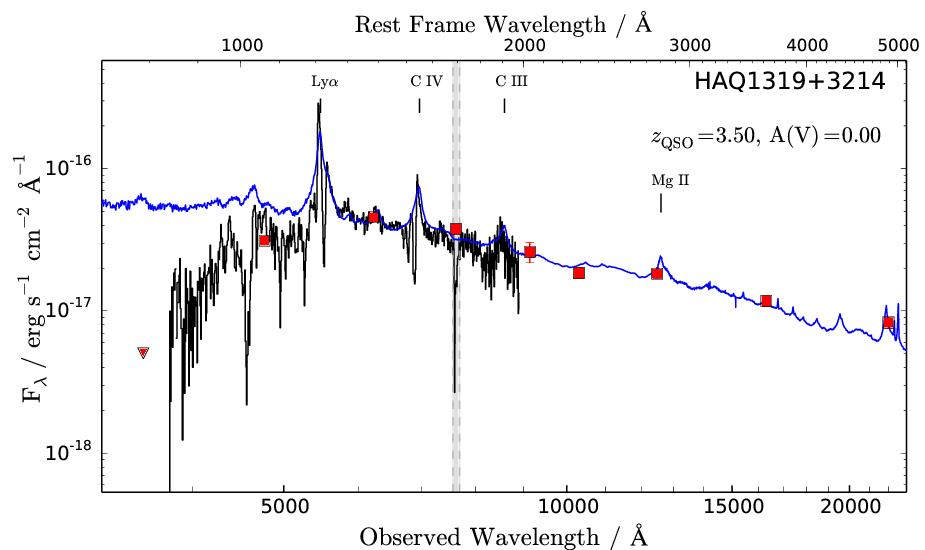 Rest Frame Wavelength / Å
1000 2000 3000 4000 5000
Lyα C IV C III HAQ1319+3214
z_QSO = 3.50, A(V) = 0.00
Mg II
10^-16
10^-17
10^-18
F_λ / erg s^-1 cm^-2 Å^-1
5000 10000 15000 20000
Observed Wavelength / Å